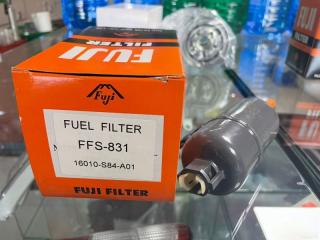 FUJI
FILTER
Fuji
FUEL FILTER
FFS-831
16010-S84-A01
FUJI FILTER